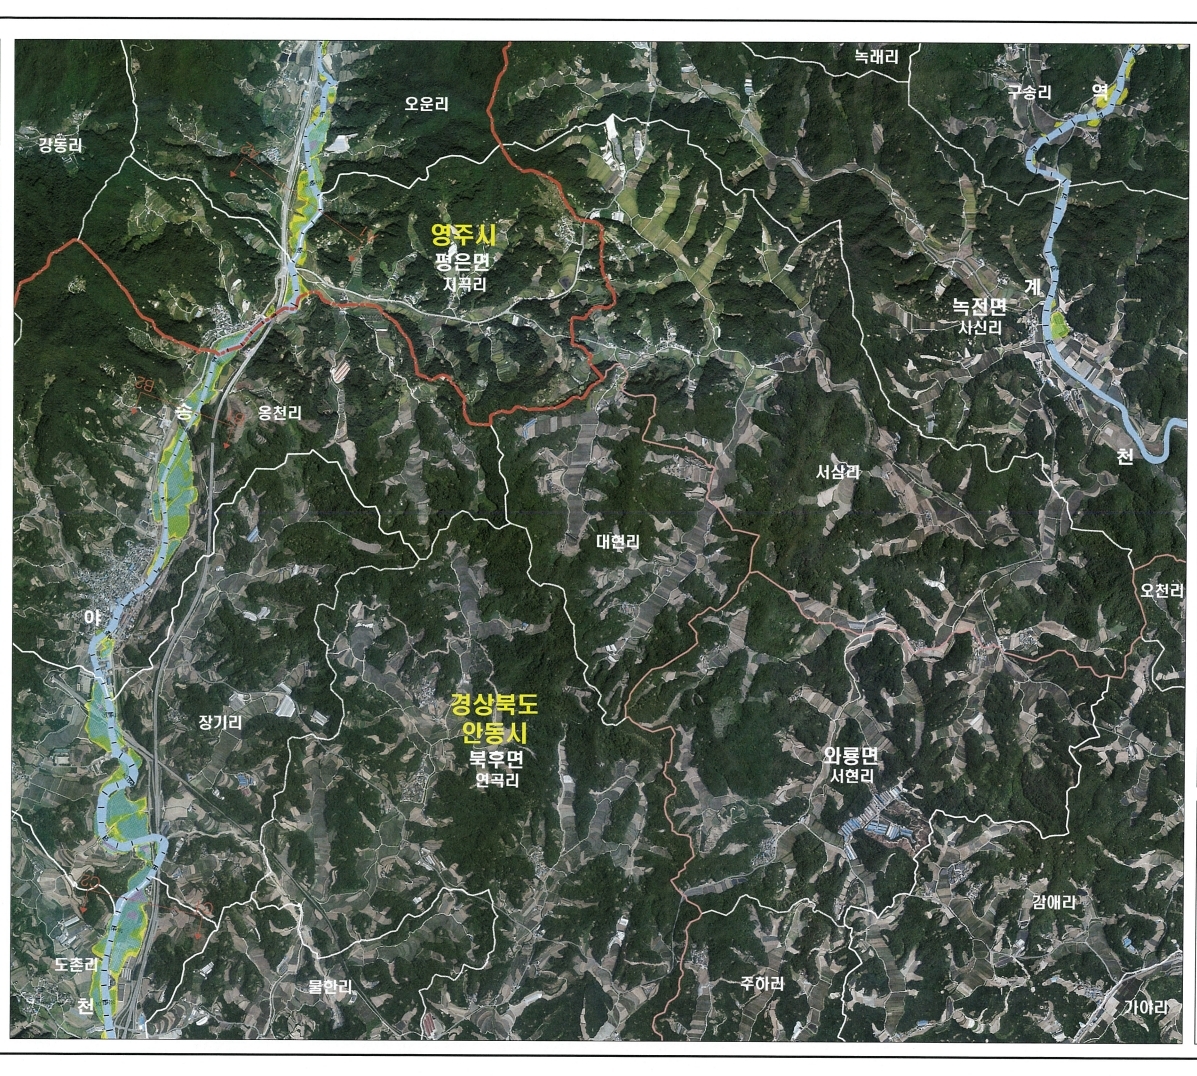 녹래리
구송리
역
오운리
강동리
영주시
평은면
지곡리
계
녹전면
사신리
송
옹천리
서삼리
천
대현리
오천리
야
경상북도
안동시
북후면
연곡리
장기리
와룡면
서현리
감애리
도촌리
물한리
주하리
천
가야리